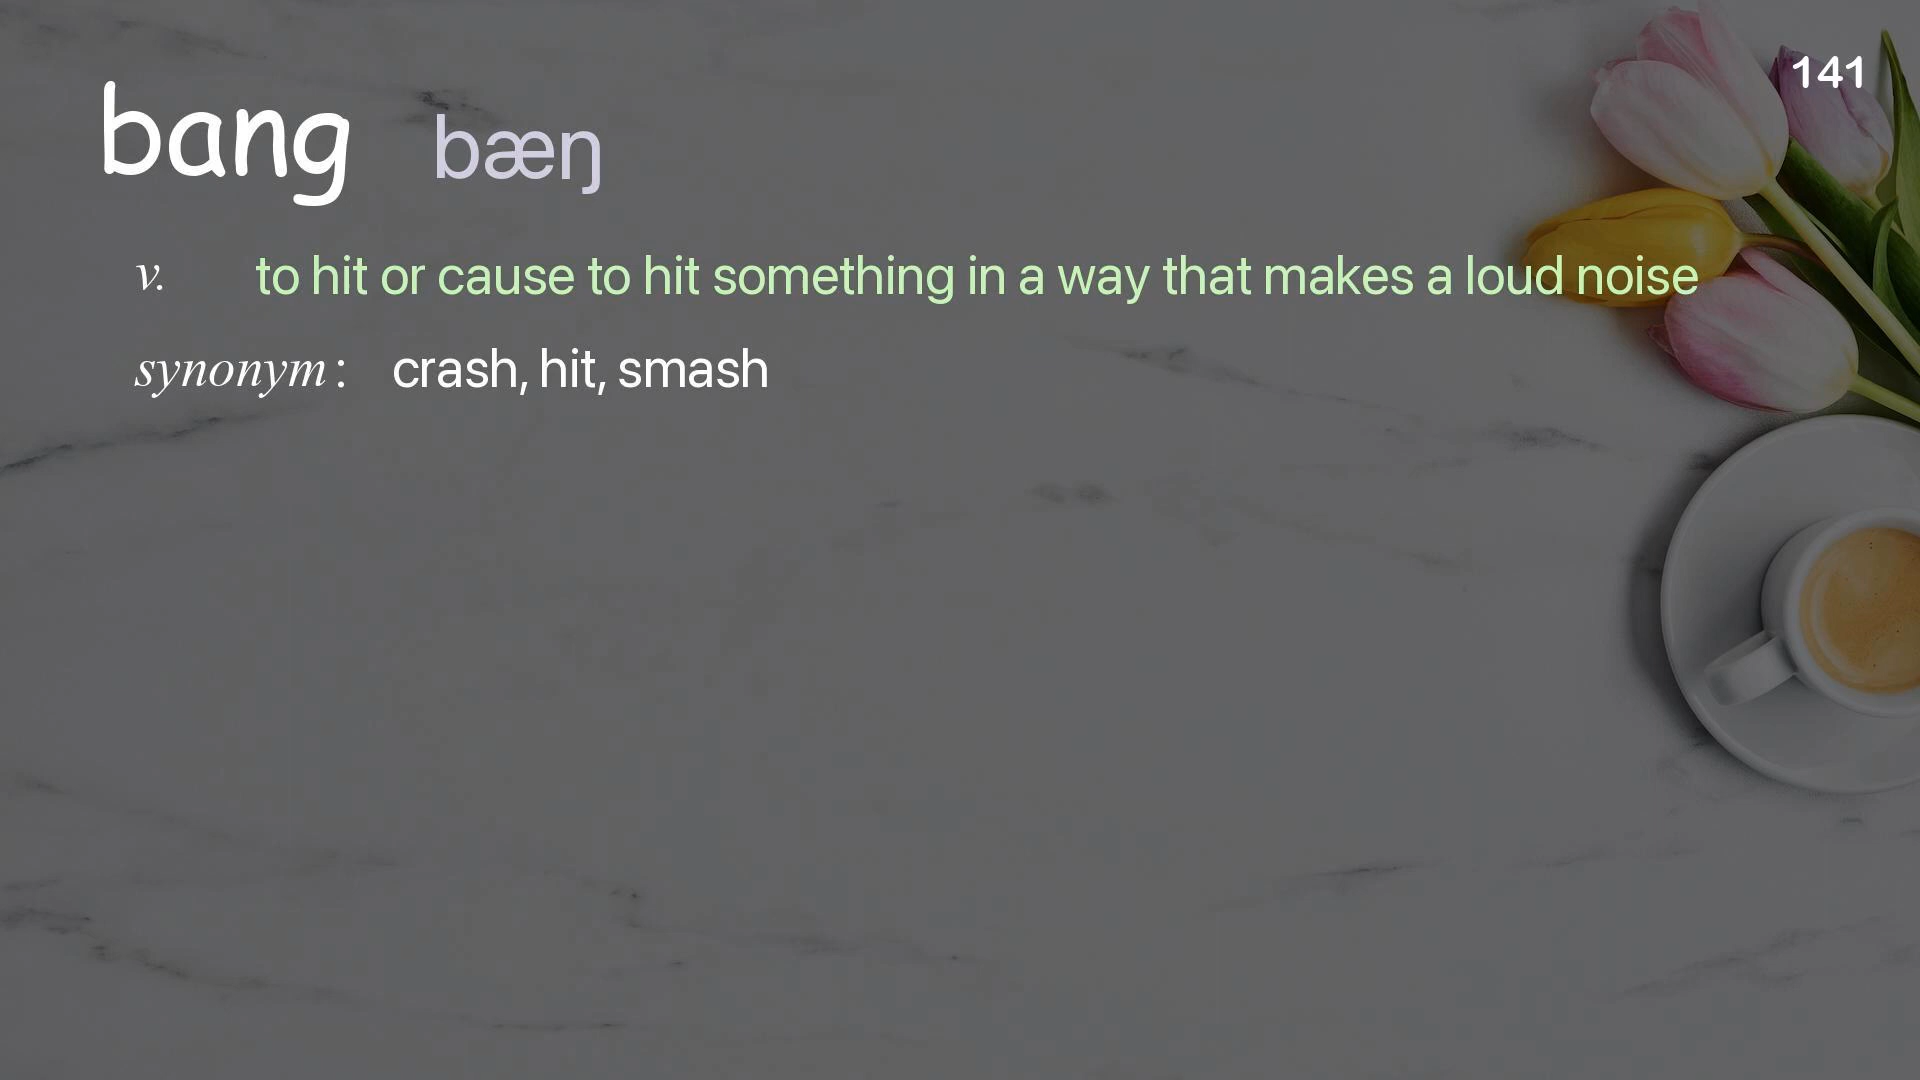 141
bang bæŋ
v. to hit or cause to hit something in a way that makes a loud noise
synonym : crash, hit, smash